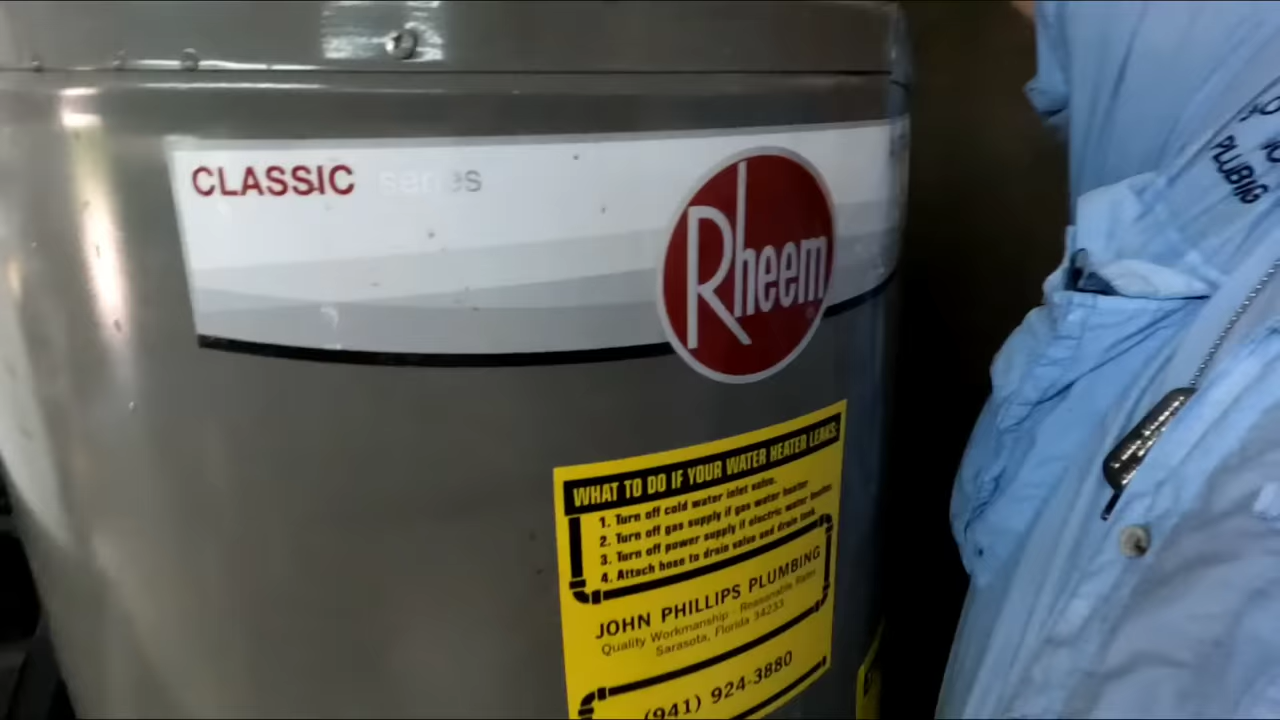 CLASSIC series
Rheem
WHAT TO DO IF YOUR WATER HEATER LEAKS:
1. Turn off cold water inlet valve.
2. Turn off gas supply if gas water heater
3. Turn off power supply if electric water heater
4. Attach hose to drain valve and drain tank
JOHN PHILLIPS PLUMBING
Quality Workmanship - Reasonable Rates
Sarasota, Florida 34233
(941) 924-3880
PLUBIG